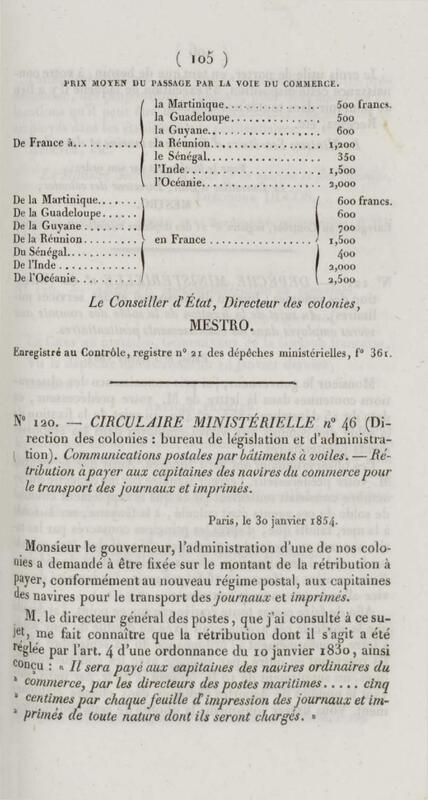 ( 105 )
PRIX MOYEN DU PASSAGE PAR LA VOIE DU COMMERCE.
De France à
la Martinique 500 francs.
la Guadeloupe 500
la Guyane 600
la Réunion 1,200
le Sénégal 350
l'Inde 1,500
l'Océanie 2,000
De la Martinique
De la Guadeloupe
De la Guyane
De la Réunion
Du Sénégal
De l'Inde
De l'Océanie
en France
600 francs.
600
700
1,500
400
2,000
2,500
Le Conseiller d'État, Directeur des colonies,
MESTRO.
Enregistré au Contrôle, registre n° 21 des dépêches ministérielles, f° 361.
N° 120. — CIRCULAIRE MINISTÉRIELLE n° 46 (Di-
rection des colonies : bureau de législation et d'administra-
tion). Communications postales par bâtiments à voiles. — Ré-
tribution à payer aux capitaines des navires du commerce pour
le transport des journaux et imprimés.
Paris, le 30 janvier 1854.
Monsieur le gouverneur, l'administration d'une de nos colo-
nies a demandé à être fixée sur le montant de la rétribution à
payer, conformément au nouveau régime postal, aux capitaines
des navires pour le transport des journaux et imprimés.
M. le directeur général des postes, que j'ai consulté à ce su-
jet, me fait connaître que la rétribution dont il s'agit a été
réglée par l'art. 4 d'une ordonnance du 10 janvier 1830, ainsi
conçu : « Il sera payé aux capitaines des navires ordinaires du
» commerce, par les directeurs des postes maritimes..... cinq
» centimes par chaque feuille d'impression des journaux et im-
» primés de toute nature dont ils seront chargés. »